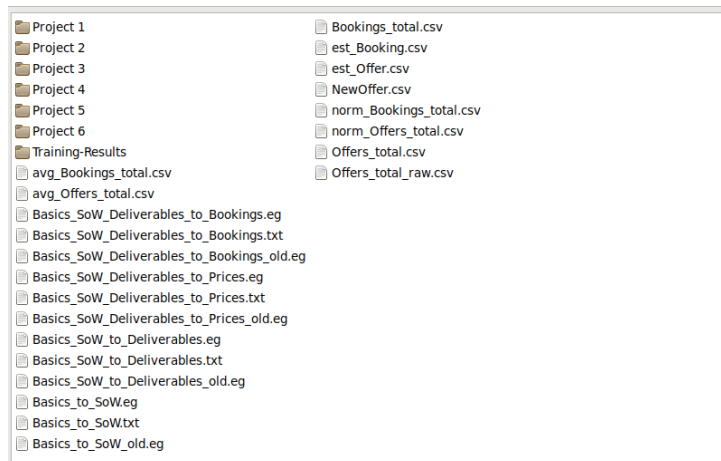 Project 1
Project 2
Project 3
Project 4
Project 5
Project 6
Training-Results
avg_Bookings_total.csv
avg_Offers_total.csv
Basics_SoW_Deliverables_to_Bookings.eg
Basics_SoW_Deliverables_to_Bookings.txt
Basics_SoW_Deliverables_to_Bookings_old.eg
Basics_SoW_Deliverables_to_Prices.eg
Basics_SoW_Deliverables_to_Prices.txt
Basics_SoW_Deliverables_to_Prices_old.eg
Basics_SoW_to_Deliverables.eg
Basics_SoW_to_Deliverables.txt
Basics_SoW_to_Deliverables_old.eg
Basics_to_SoW.eg
Basics_to_SoW.txt
Basics_to_SoW_old.eg
Bookings_total.csv
est_Booking.csv
est_Offer.csv
NewOffer.csv
norm_Bookings_total.csv
norm_Offers_total.csv
Offers_total.csv
Offers_total_raw.csv